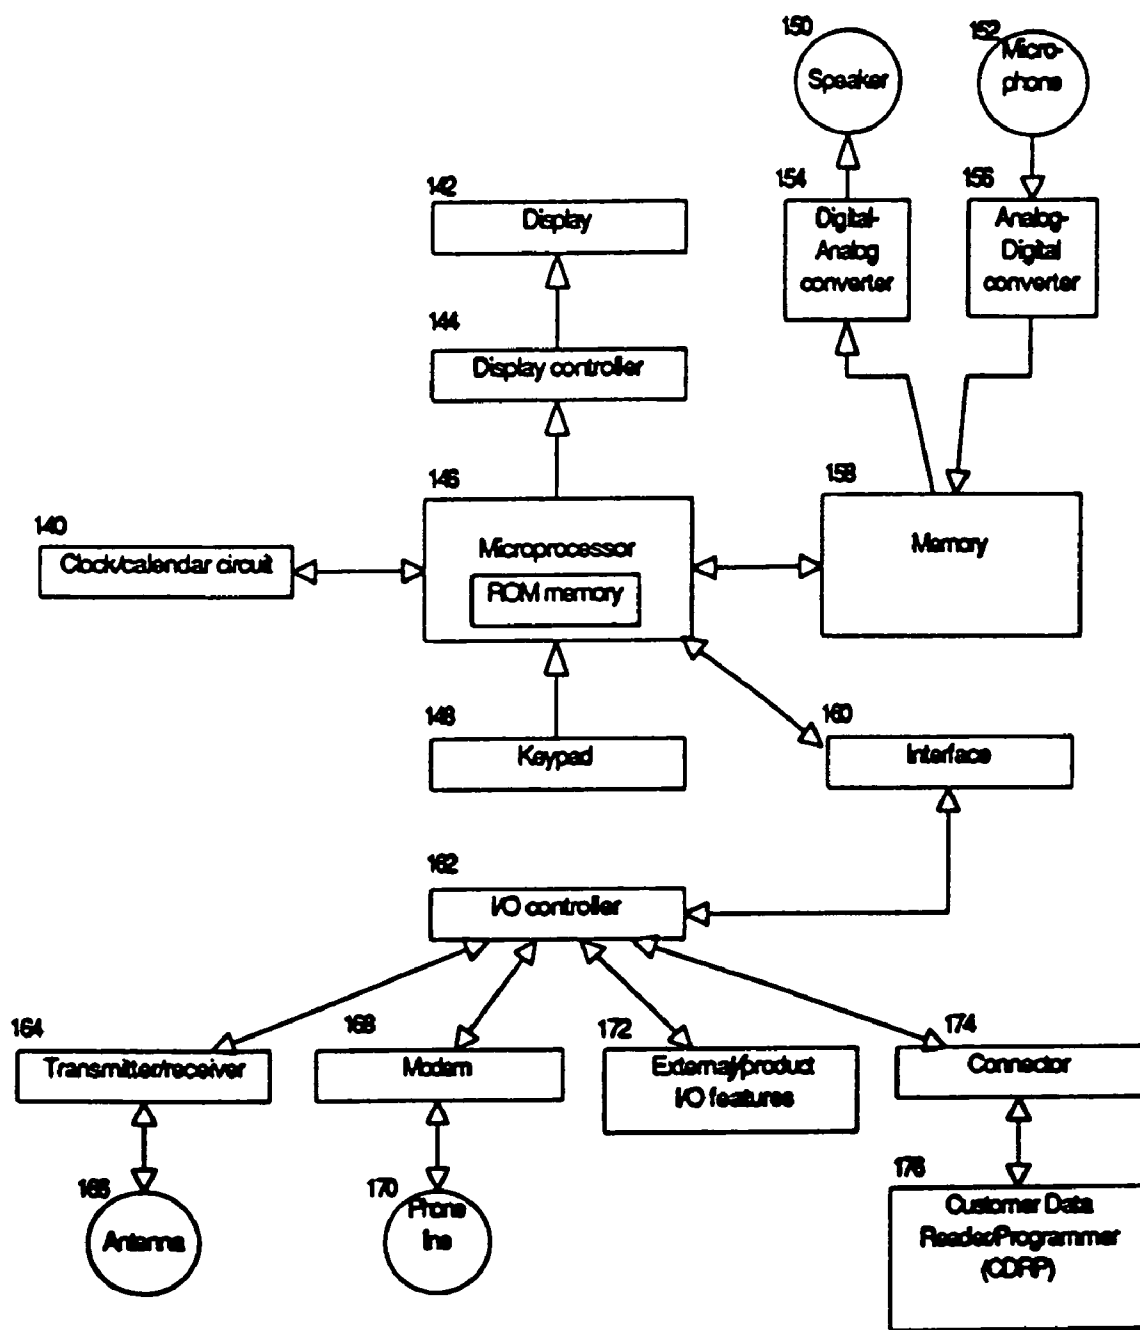 150
Speaker
152
Micro-
phone
142
Display
154
Digital-
Analog
converter
156
Analog-
Digital
converter
144
Display controller
146
Microprocessor
ROM memory
158
Memory
140
Clock/calendar circuit
148
Keypad
160
Interface
162
I/O controller
164
Transmitter/receiver
168
Modem
172
External/product
I/O features
174
Connector
166
Antenna
170
Phone
line
176
Customer Data
Reader/Programmer
(CDRP)